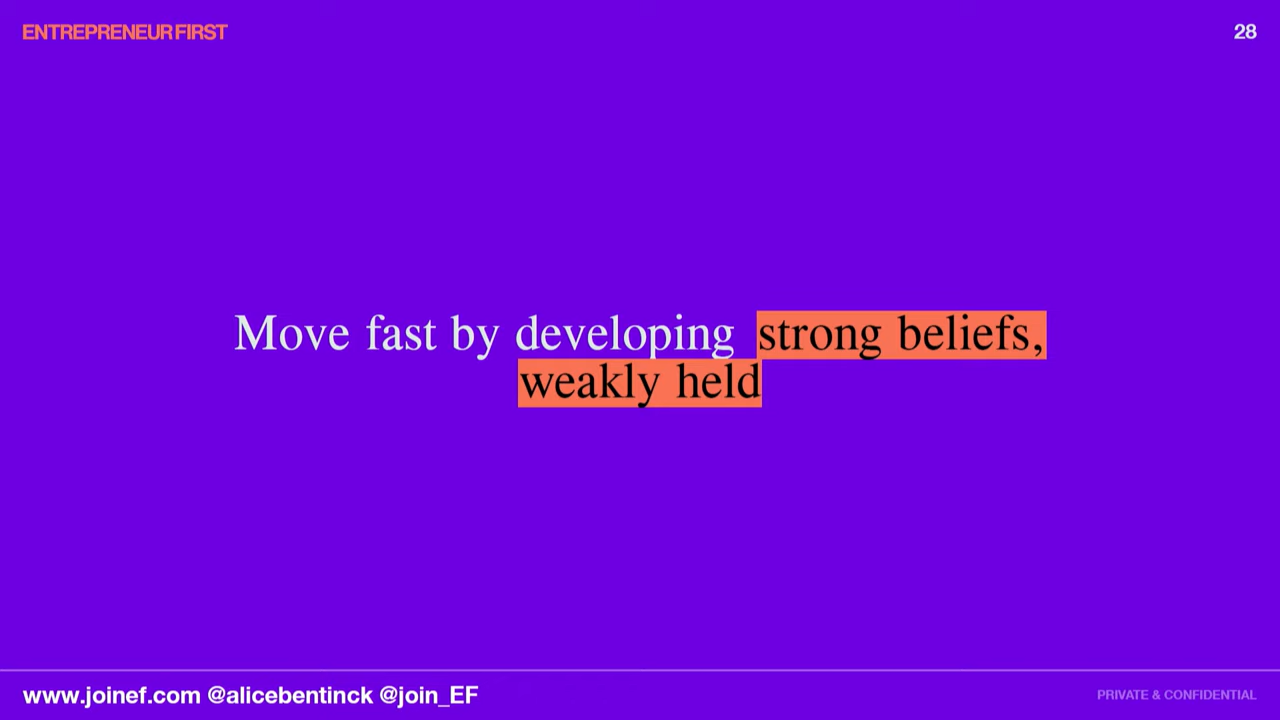 ENTREPRENEUR FIRST
28
Move fast by developing strong beliefs,
weakly held
www.joinef.com @alicebentinck @join_EF
PRIVATE & CONFIDENTIAL